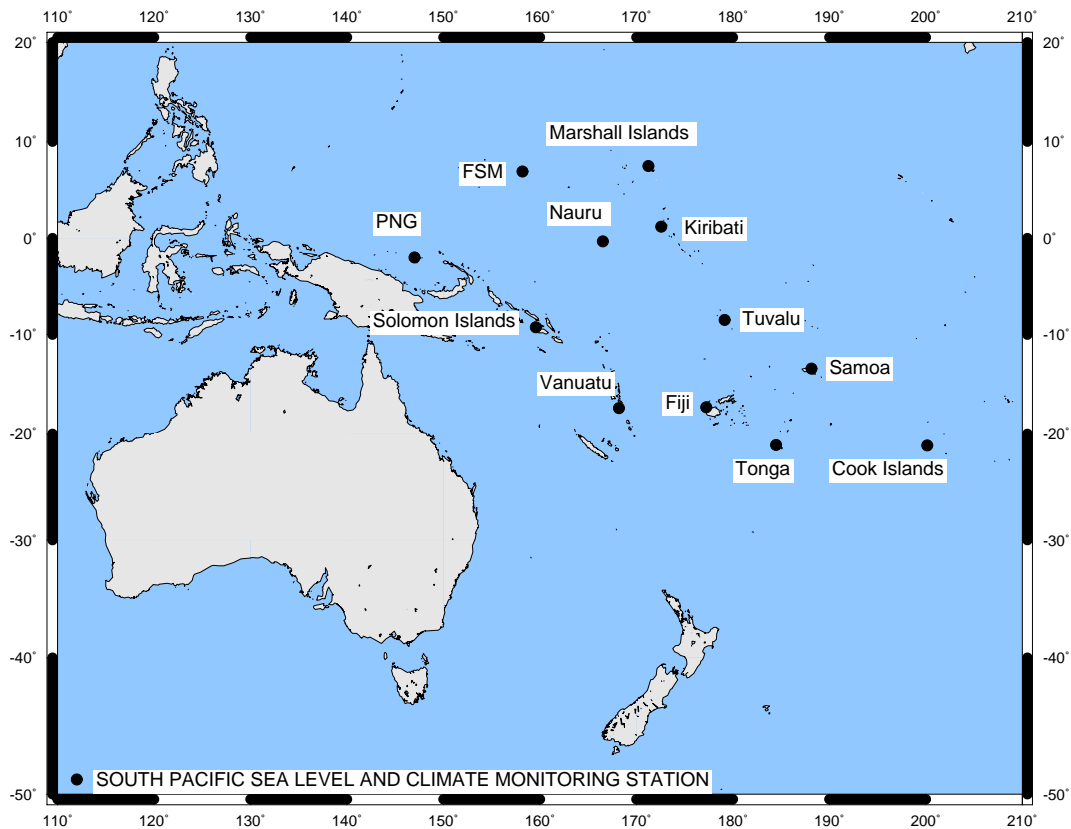 110˚ 120˚ 130˚ 140˚ 150˚ 160˚ 170˚ 180˚ 190˚ 200˚ 210˚
20˚ 20˚
10˚ 10˚
Marshall Islands
FSM
Nauru
PNG
Kiribati
0˚ 0˚
Solomon Islands
Tuvalu
-10˚ -10˚
Samoa
Vanuatu
Fiji
-20˚ -20˚
Tonga
Cook Islands
-30˚ -30˚
-40˚ -40˚
SOUTH PACIFIC SEA LEVEL AND CLIMATE MONITORING STATION
-50˚ -50˚
110˚ 120˚ 130˚ 140˚ 150˚ 160˚ 170˚ 180˚ 190˚ 200˚ 210˚